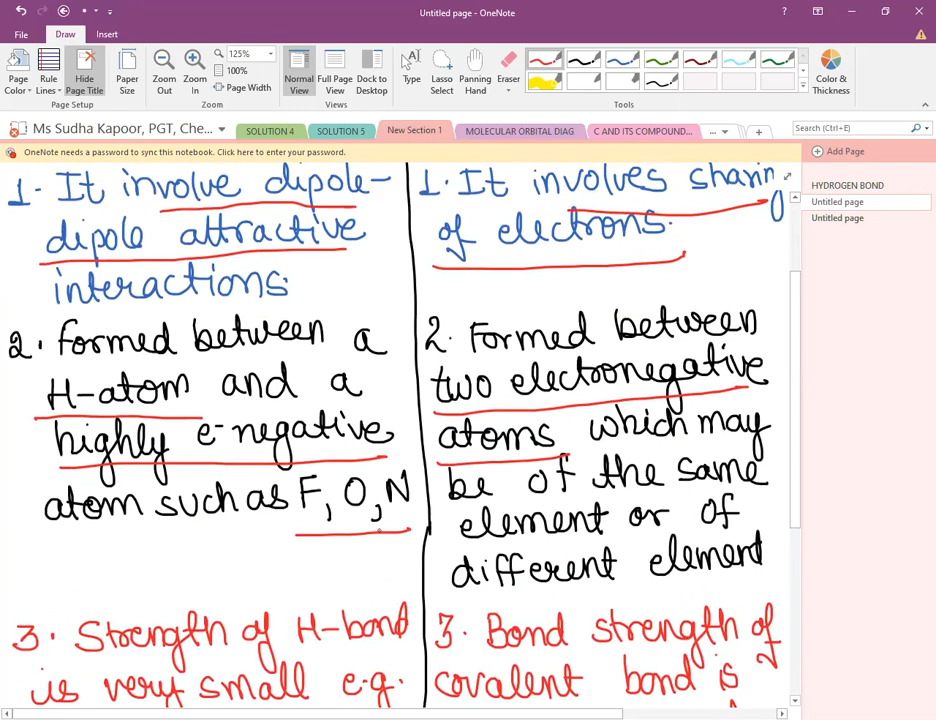 Untitled page - OneNote
File
Draw
Insert
Page Color
Rule Lines
Hide Page Title
Paper Size
Zoom Out
Zoom In
125%
100%
Page Width
Normal View
Full Page View
Dock to Desktop
Type
Lasso Select
Panning Hand
Eraser
Color & Thickness
Page Setup
Zoom
Views
Tools
Ms Sudha Kapoor, PGT, Che...
SOLUTION 4
SOLUTION 5
New Section 1
MOLECULAR ORBITAL DIAG
C AND ITS COMPOUND...
...
Search (Ctrl+E)
OneNote needs a password to sync this notebook. Click here to enter your password.
Add Page
HYDROGEN BOND
Untitled page
Untitled page
1. It involve dipole-
dipole attractive
interactions
2. Formed between a
H-atom and a
highly e-negative
atom such as F, O, N
3. Strength of H-bond
is very small e.g.
1. It involves sharing
of electrons.
2. Formed between
two electronegative
atoms which may
be of the same
element or of
different element
3. Bond strength of
covalent bond is